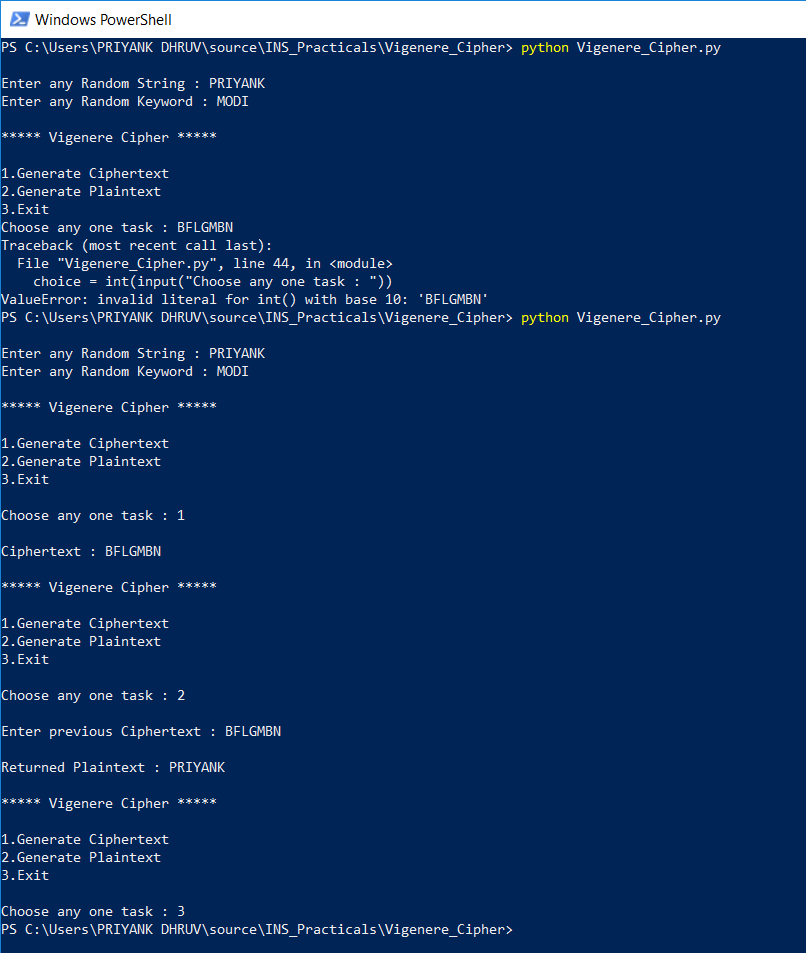 Windows PowerShell
PS C:\Users\PRIYANK DHRUV\source\INS_Practicals\Vigenere_Cipher> python Vigenere_Cipher.py
Enter any Random String : PRIYANK
Enter any Random Keyword : MODI
***** Vigenere Cipher *****
1.Generate Ciphertext
2.Generate Plaintext
3.Exit
Choose any one task : BFLGMBN
Traceback (most recent call last):
  File "Vigenere_Cipher.py", line 44, in <module>
    choice = int(input("Choose any one task : "))
ValueError: invalid literal for int() with base 10: 'BFLGMBN'
PS C:\Users\PRIYANK DHRUV\source\INS_Practicals\Vigenere_Cipher> python Vigenere_Cipher.py
Enter any Random String : PRIYANK
Enter any Random Keyword : MODI
***** Vigenere Cipher *****
1.Generate Ciphertext
2.Generate Plaintext
3.Exit
Choose any one task : 1
Ciphertext : BFLGMBN
***** Vigenere Cipher *****
1.Generate Ciphertext
2.Generate Plaintext
3.Exit
Choose any one task : 2
Enter previous Ciphertext : BFLGMBN
Returned Plaintext : PRIYANK
***** Vigenere Cipher *****
1.Generate Ciphertext
2.Generate Plaintext
3.Exit
Choose any one task : 3
PS C:\Users\PRIYANK DHRUV\source\INS_Practicals\Vigenere_Cipher>